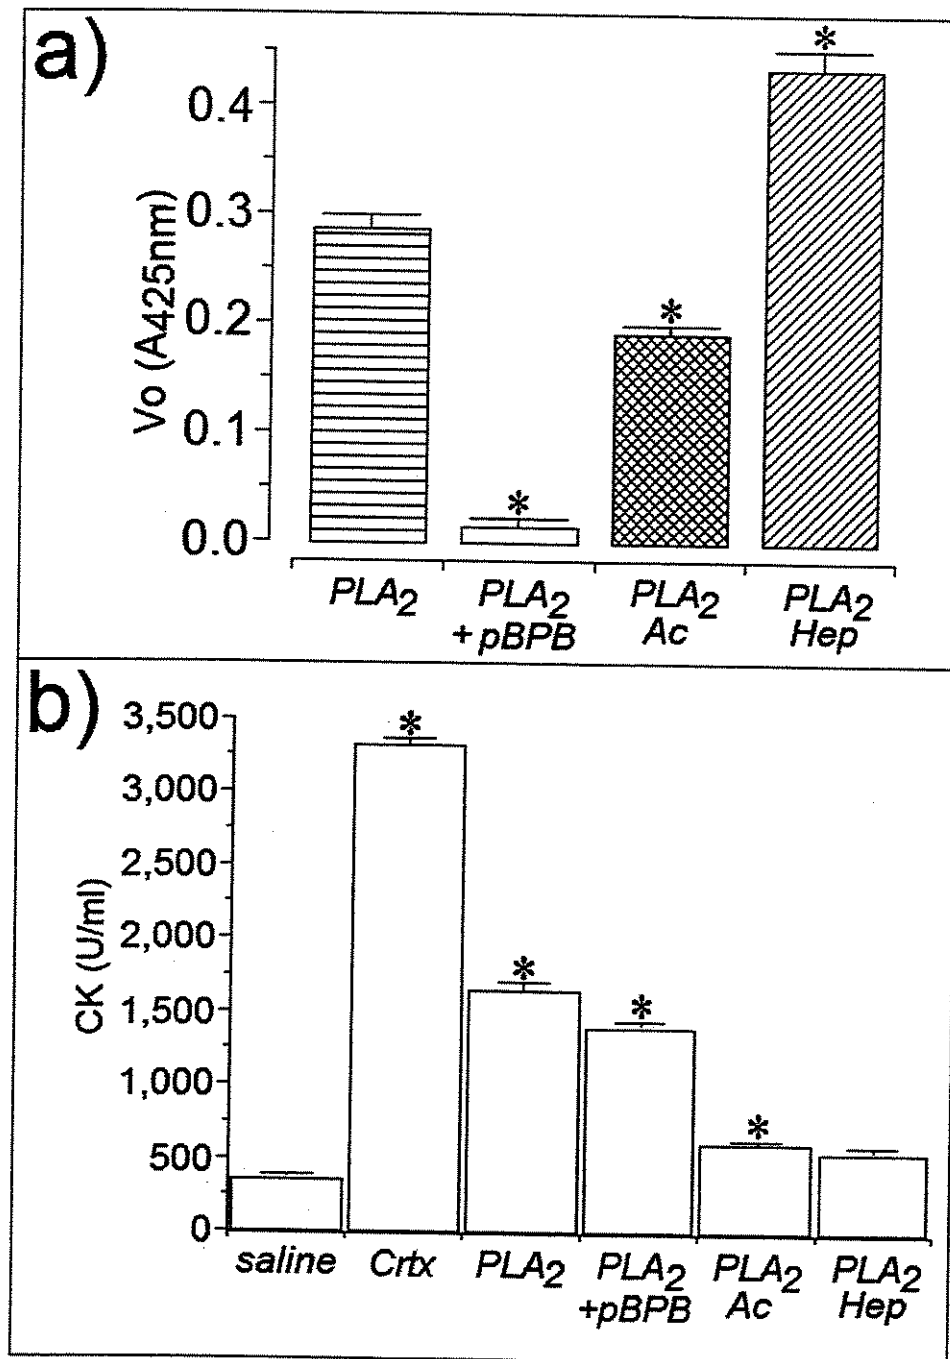 a)
Vo (A425nm)
0.4
0.3
0.2
0.1
0.0
*
*
*
PLA2
PLA2
+ pBPB
PLA2
Ac
PLA2
Hep
b)
CK (U/ml)
3,500
3,000
2,500
2,000
1,500
1,000
500
0
*
*
*
*
saline
Crtx
PLA2
PLA2
+pBPB
PLA2
Ac
PLA2
Hep